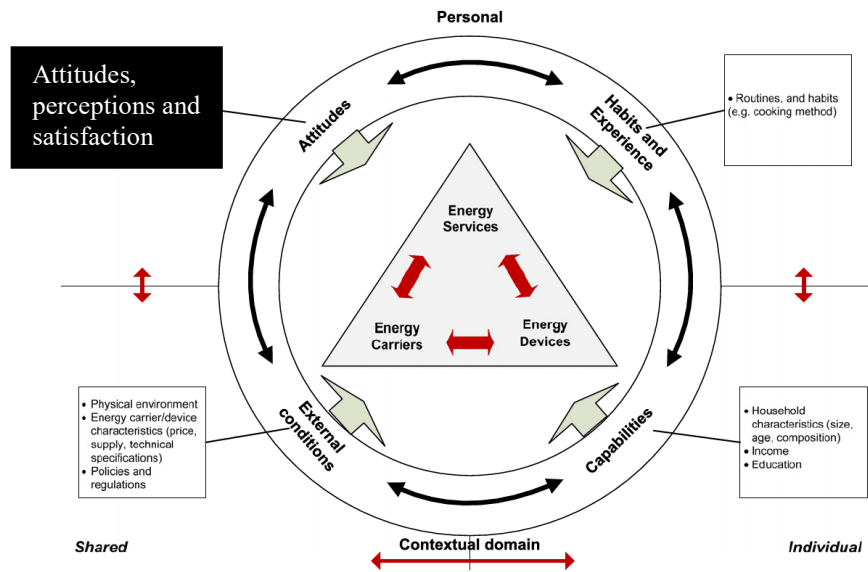 Personal
Attitudes,
perceptions and
satisfaction
Attitudes
Habits and
Experience
• Routines, and habits
(e.g. cooking method)
Energy
Services
Energy
Carriers
Energy
Devices
• Physical environment
• Energy carrier/device
characteristics (price,
supply, technical
specifications)
• Policies and
regulations
External
conditions
Capabilities
• Household
characteristics (size,
age, composition)
• Income
• Education
Shared
Contextual domain
Individual